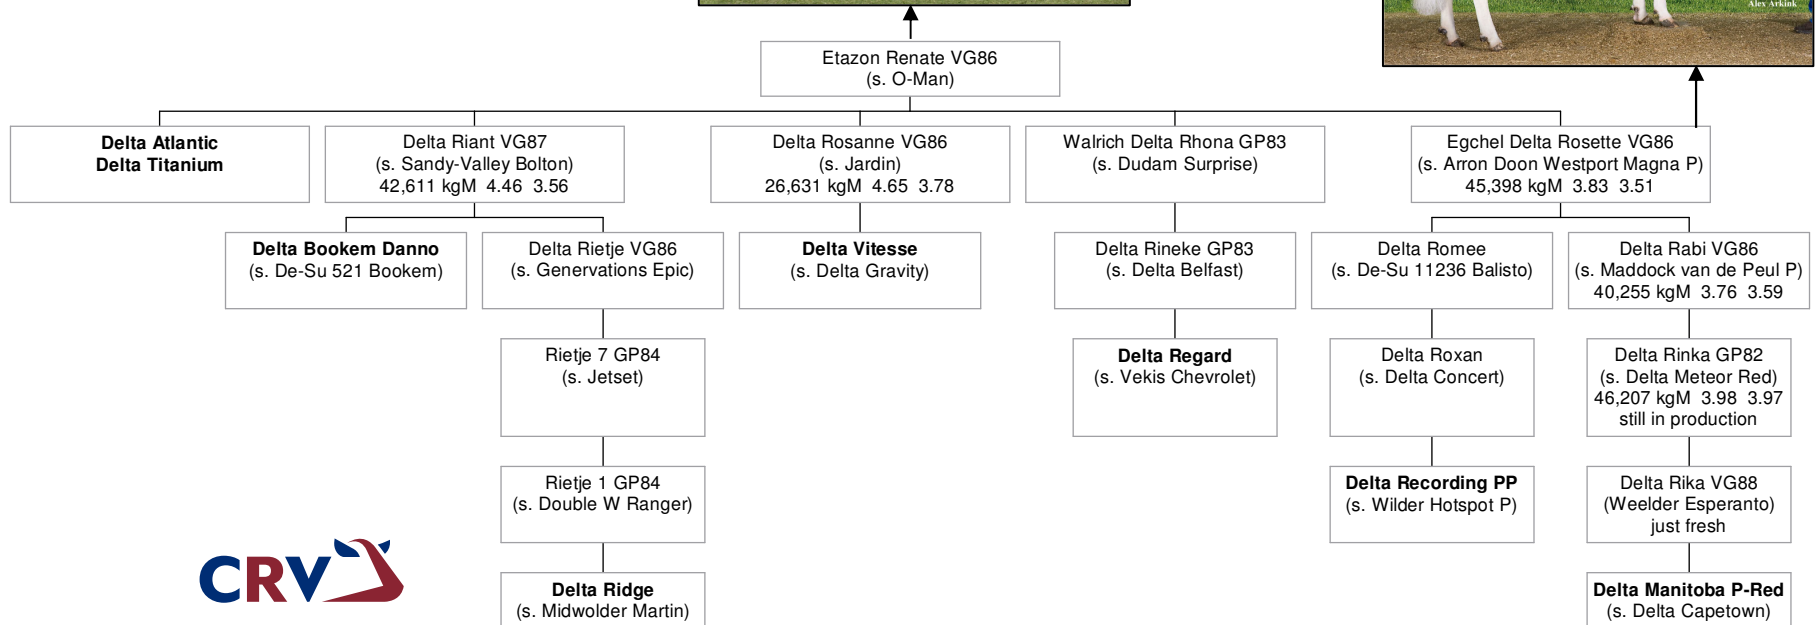 Alex Arkink
Etazon Renate VG86
(s. O-Man)
Delta Atlantic
Delta Titanium
Delta Riant VG87
(s. Sandy-Valley Bolton)
42,611 kgM 4.46 3.56
Delta Rosanne VG86
(s. Jardin)
26,631 kgM 4.65 3.78
Walrich Delta Rhona GP83
(s. Dudam Surprise)
Egchel Delta Rosette VG86
(s. Arron Doon Westport Magna P)
45,398 kgM 3.83 3.51
Delta Bookem Danno
(s. De-Su 521 Bookem)
Delta Rietje VG86
(s. Genervations Epic)
Delta Vitesse
(s. Delta Gravity)
Delta Rineke GP83
(s. Delta Belfast)
Delta Romee
(s. De-Su 11236 Balisto)
Delta Rabi VG86
(s. Maddock van de Peul P)
40,255 kgM 3.76 3.59
Rietje 7 GP84
(s. Jetset)
Delta Regard
(s. Vekis Chevrolet)
Delta Roxan
(s. Delta Concert)
Delta Rinka GP82
(s. Delta Meteor Red)
46,207 kgM 3.98 3.97
still in production
Rietje 1 GP84
(s. Double W Ranger)
Delta Recording PP
(s. Wilder Hotspot P)
Delta Rika VG88
(Weelder Esperanto)
just fresh
CRV
Delta Ridge
(s. Midwolder Martin)
Delta Manitoba P-Red
(s. Delta Capetown)